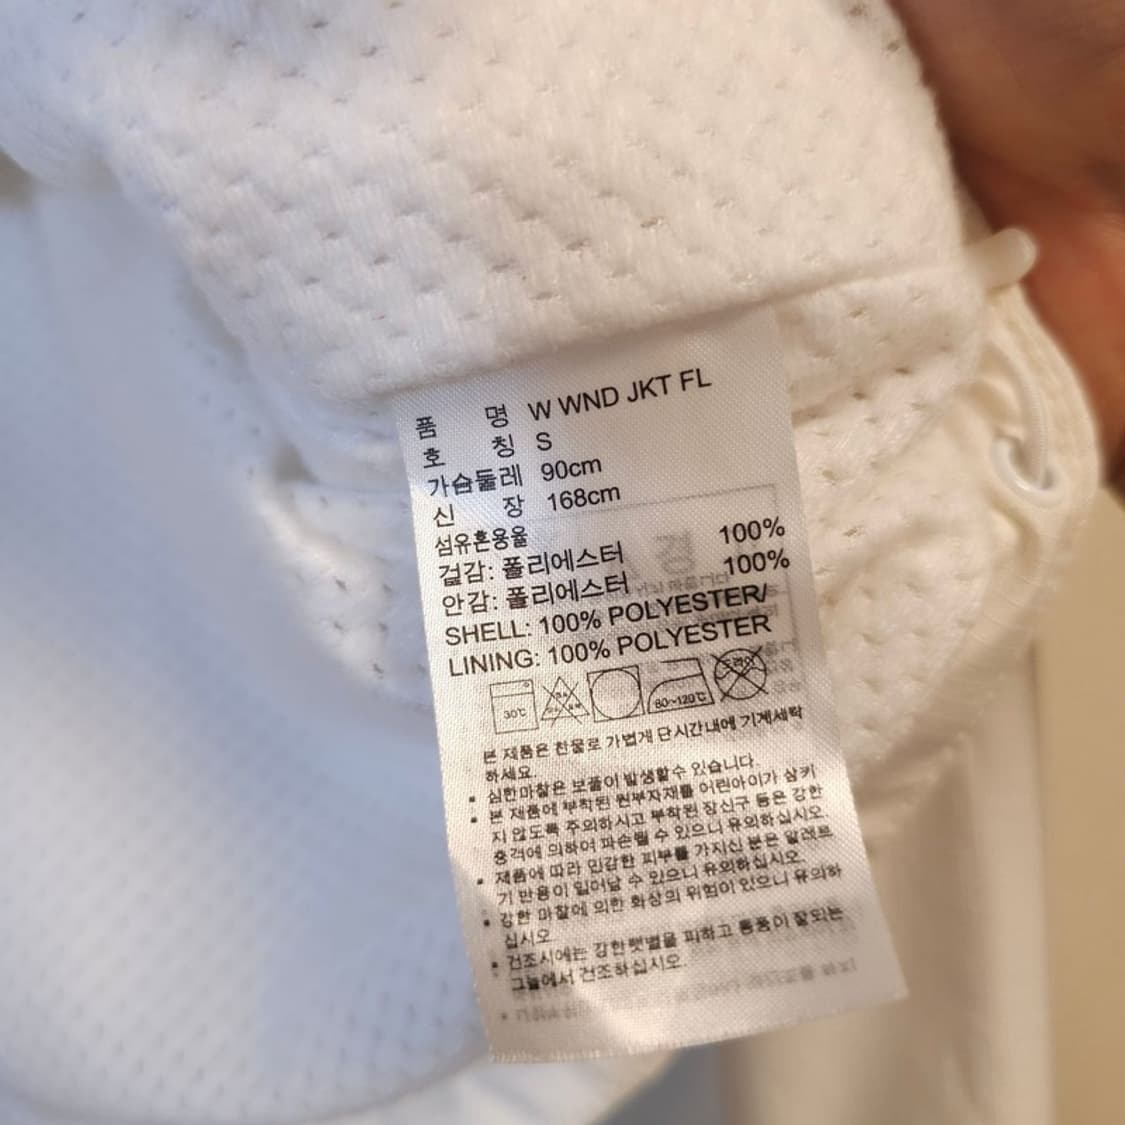 품 명 W WND JKT FL
호 칭 S
가슴둘레 90cm
신 장 168cm
섬유혼용율
겉감: 폴리에스터 100%
안감: 폴리에스터 100%
SHELL: 100% POLYESTER/
LINING: 100% POLYESTER
30℃ 80~120℃ 드라이
본 제품은 찬물로 가볍게 단시간내에 기계세탁
하세요.
• 심한마찰은 보풀이 발생할수 있습니다.
• 본 제품에 부착된 원부자재를 어린아이가 삼키
지 않도록 주의하시고 부착된 장신구 등은 강한
충격에 의하여 파손될 수 있으니 유의하십시오.
• 제품에 따라 민감한 피부를 가지신 분은 알레르
기 반응이 일어날 수 있으니 유의하십시오.
• 강한 마찰에 의한 화상의 위험이 있으니 유의하
십시오.
• 건조시에는 강한햇볕을 피하고 통풍이 잘되는
그늘에서 건조하십시오.